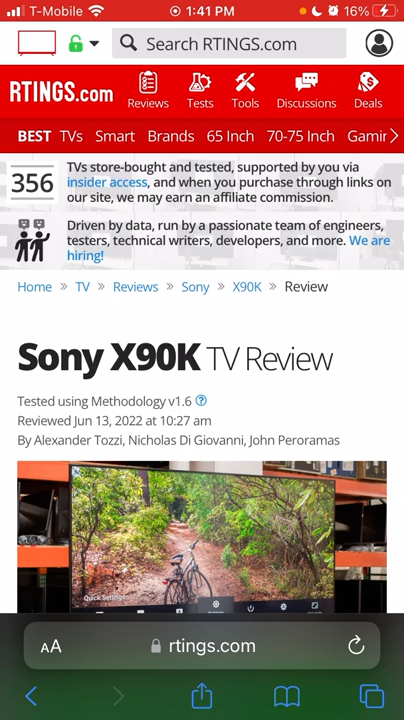 T-Mobile 1:41 PM 16%
Search RTINGS.com
RTINGS.com Reviews Tests Tools Discussions Deals
BEST TVs Smart Brands 65 Inch 70-75 Inch Gamin
356
TVs store-bought and tested, supported by you via
insider access, and when you purchase through links on
our site, we may earn an affiliate commission.
Driven by data, run by a passionate team of engineers,
testers, technical writers, developers, and more. We are
hiring!
Home » TV » Reviews » Sony » X90K » Review
Sony X90K TV Review
Tested using Methodology v1.6 ?
Reviewed Jun 13, 2022 at 10:27 am
By Alexander Tozzi, Nicholas Di Giovanni, John Peroramas
Quick Settings
AA rtings.com